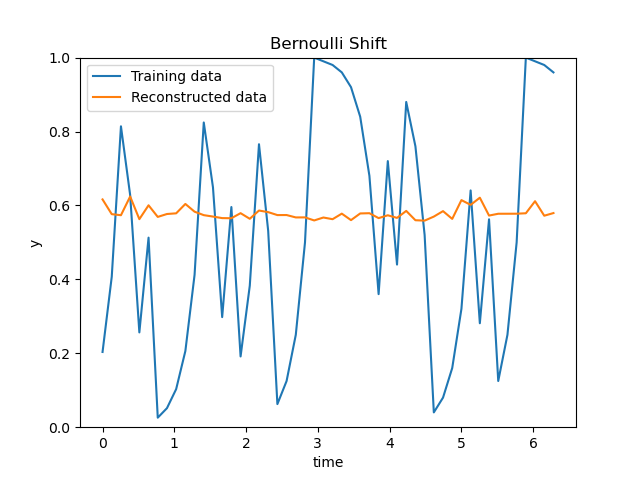 Bernoulli Shift
Training data
Reconstructed data
1.0
0.8
0.6
0.4
0.2
0.0
y
0 1 2 3 4 5 6
time